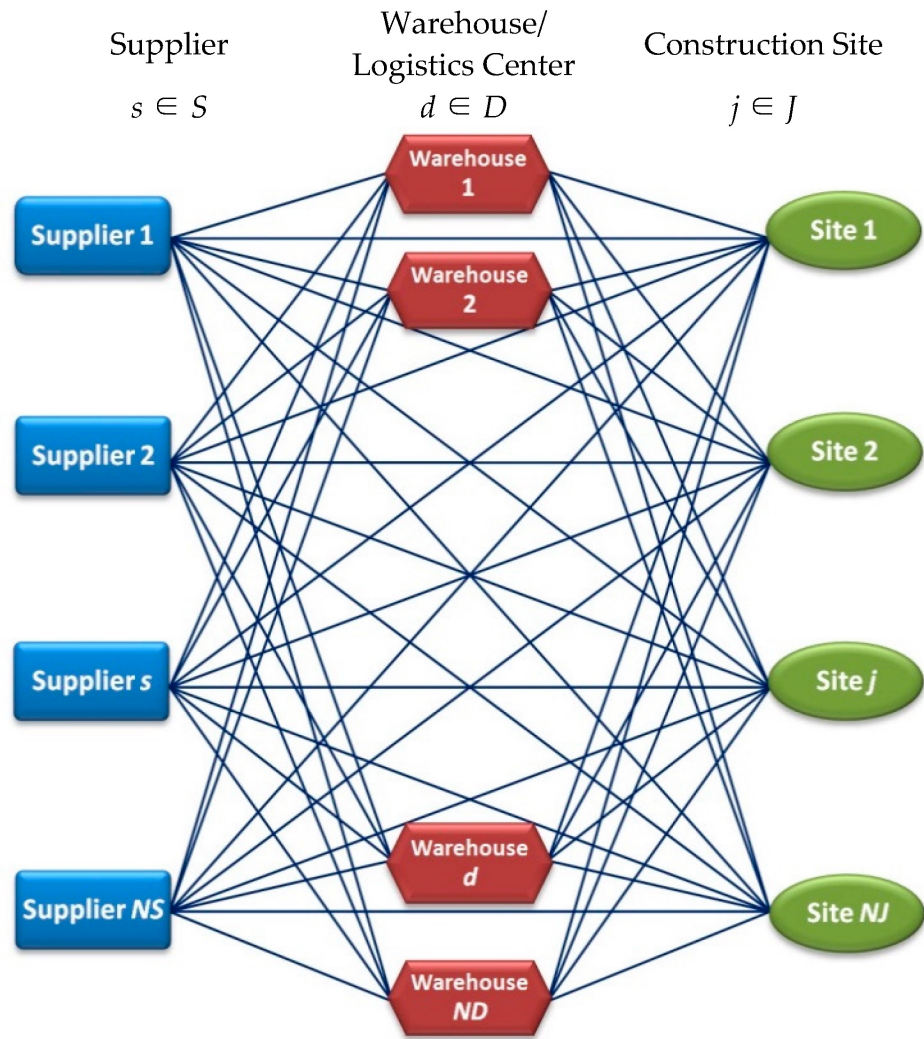 Supplier
Warehouse/
Logistics Center
Construction Site
s ∈ S
d ∈ D
j ∈ J
Warehouse
1
Supplier 1
Site 1
Warehouse
2
Supplier 2
Site 2
Supplier s
Site j
Warehouse
d
Supplier NS
Site NJ
Warehouse
ND